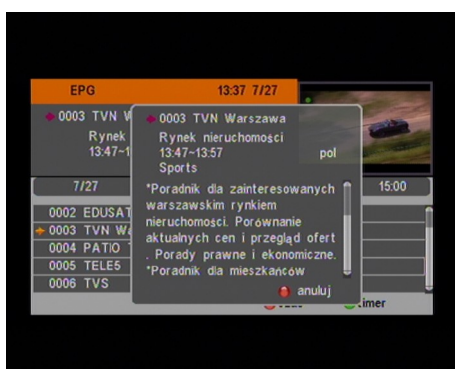 EPG 13:37 7/27
0003 TVN W
Rynek
13:47~1
0003 TVN Warszawa
Rynek nieruchomości
13:47~13:57 pol
Sports
*Poradnik dla zainteresowanych
warszawskim rynkiem
nieruchomości. Porównanie
aktualnych cen i przegląd ofert
. Porady prawne i ekonomiczne.
*Poradnik dla mieszkańców
anuluj
7/27 15:00
0002 EDUSAT
0003 TVN Wa
0004 PATIO T
0005 TELE5
0006 TVS
timer